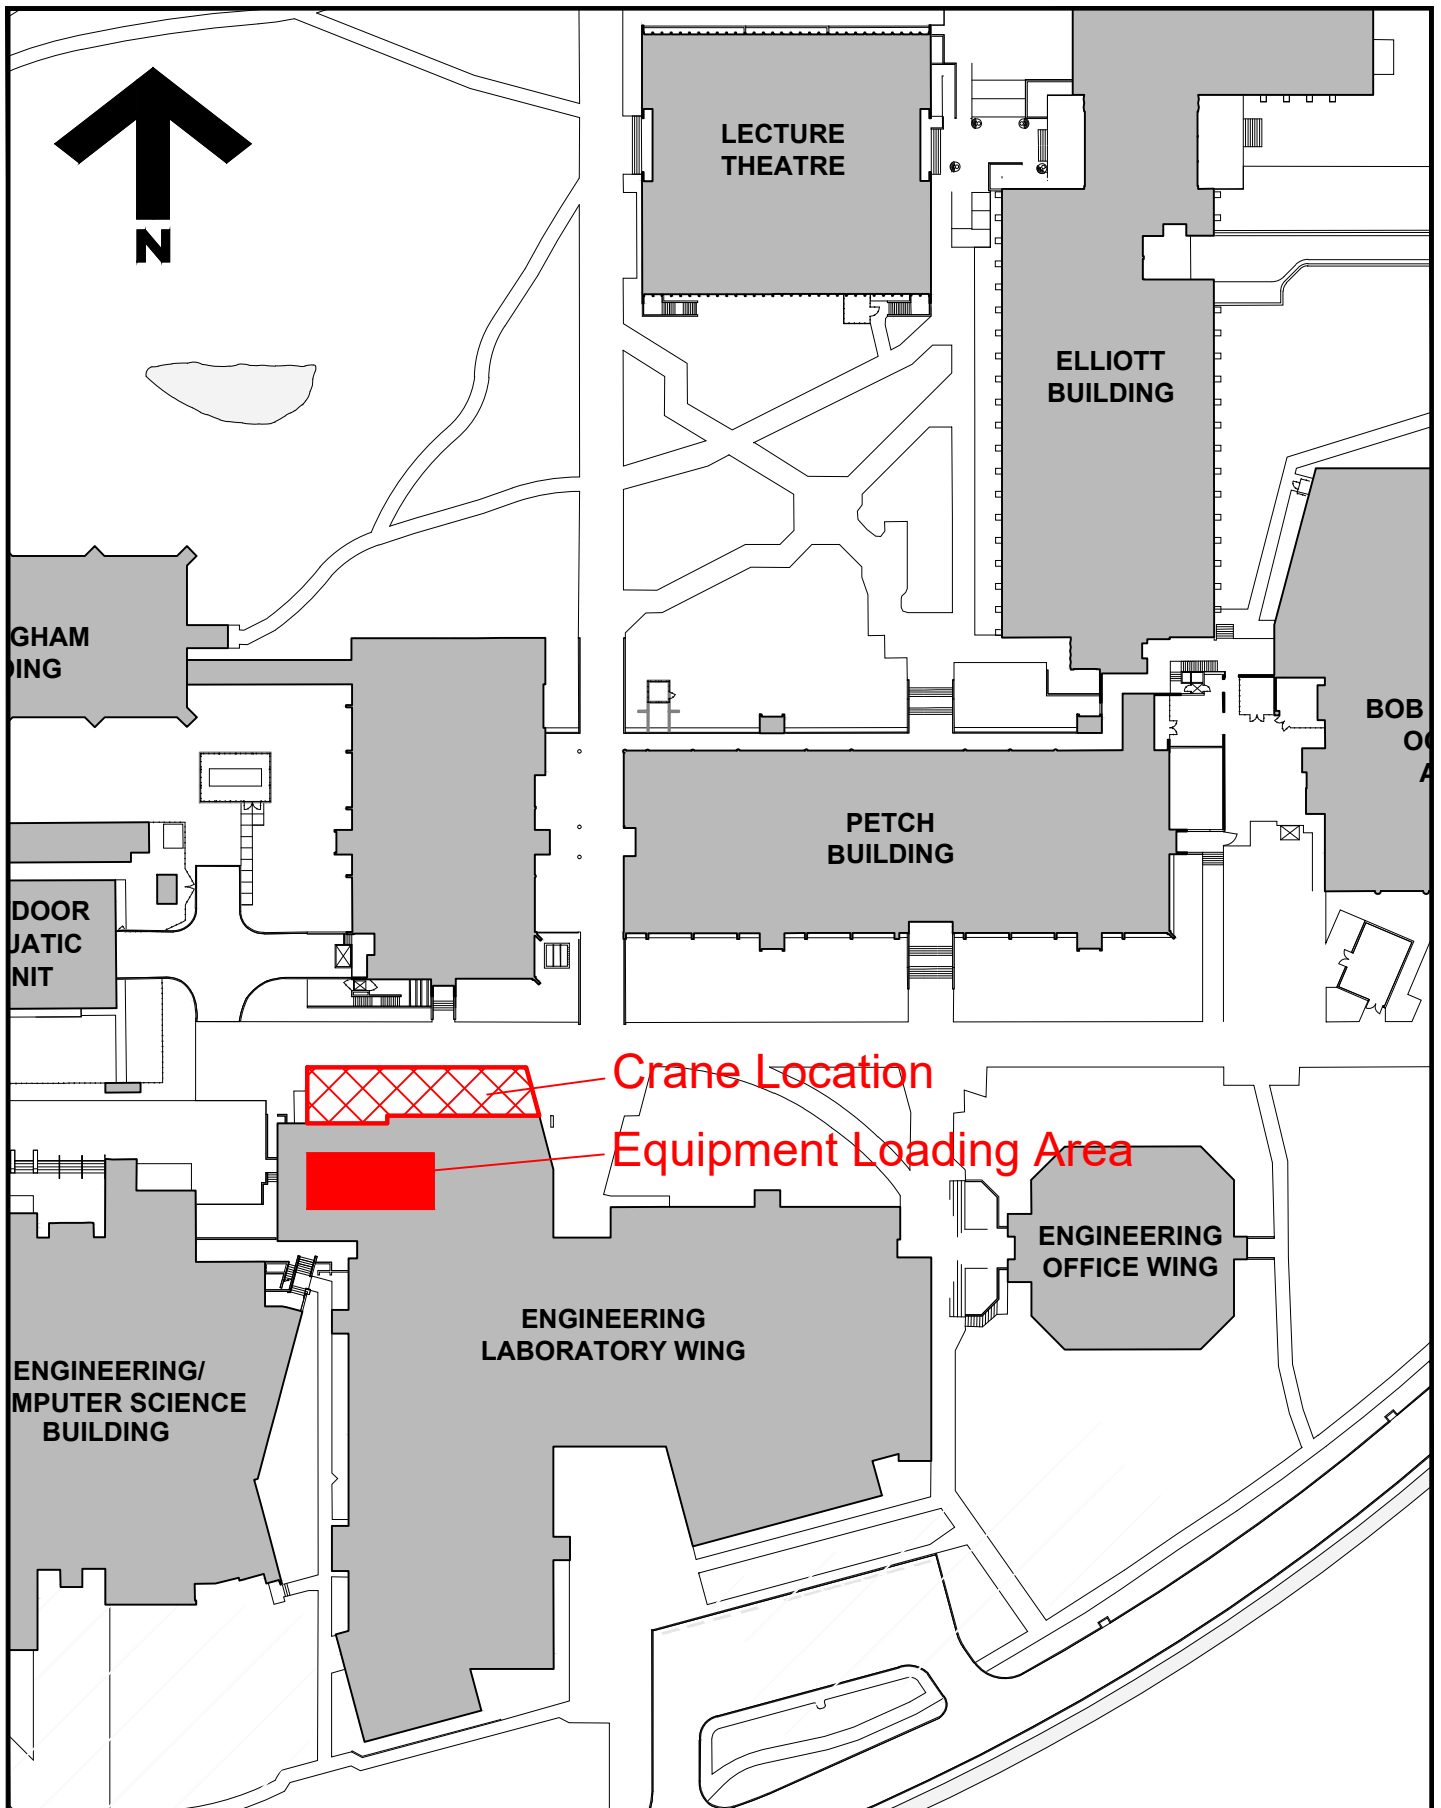 N
LECTURE
THEATRE
ELLIOTT
BUILDING
GHAM
DING
BOB
PETCH
BUILDING
DOOR
UATIC
NIT
Crane Location
Equipment Loading Area
ENGINEERING
OFFICE WING
ENGINEERING
LABORATORY WING
ENGINEERING/
MPUTER SCIENCE
BUILDING